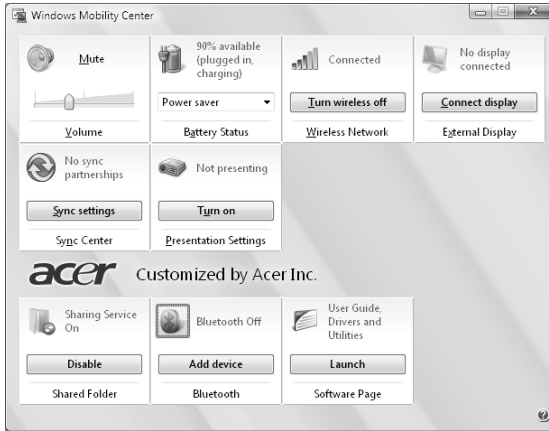 Windows Mobility Center
Mute
Volume
90% available
(plugged in,
charging)
Power saver
Battery Status
Connected
Turn wireless off
Wireless Network
No display
connected
Connect display
External Display
No sync
partnerships
Sync settings
Sync Center
Not presenting
Turn on
Presentation Settings
acer Customized by Acer Inc.
Sharing Service
On
Disable
Shared Folder
Bluetooth Off
Add device
Bluetooth
User Guide,
Drivers and
Utilities
Launch
Software Page